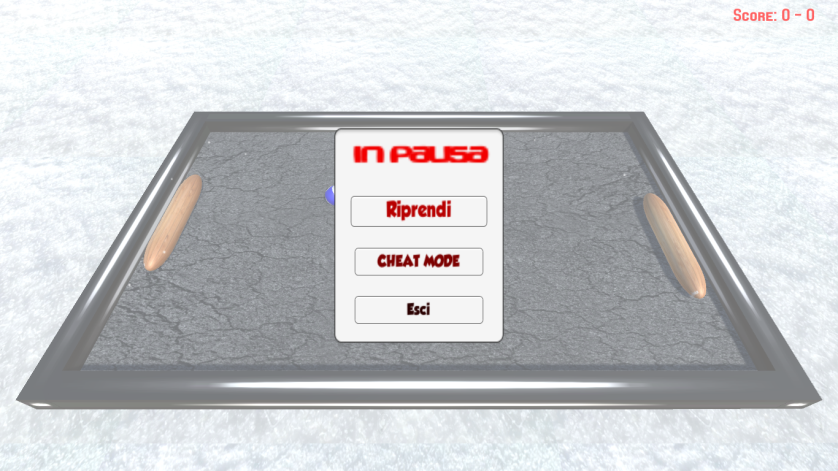 Score: 0 - 0
In Pausa
Riprendi
CHEAT MODE
Esci